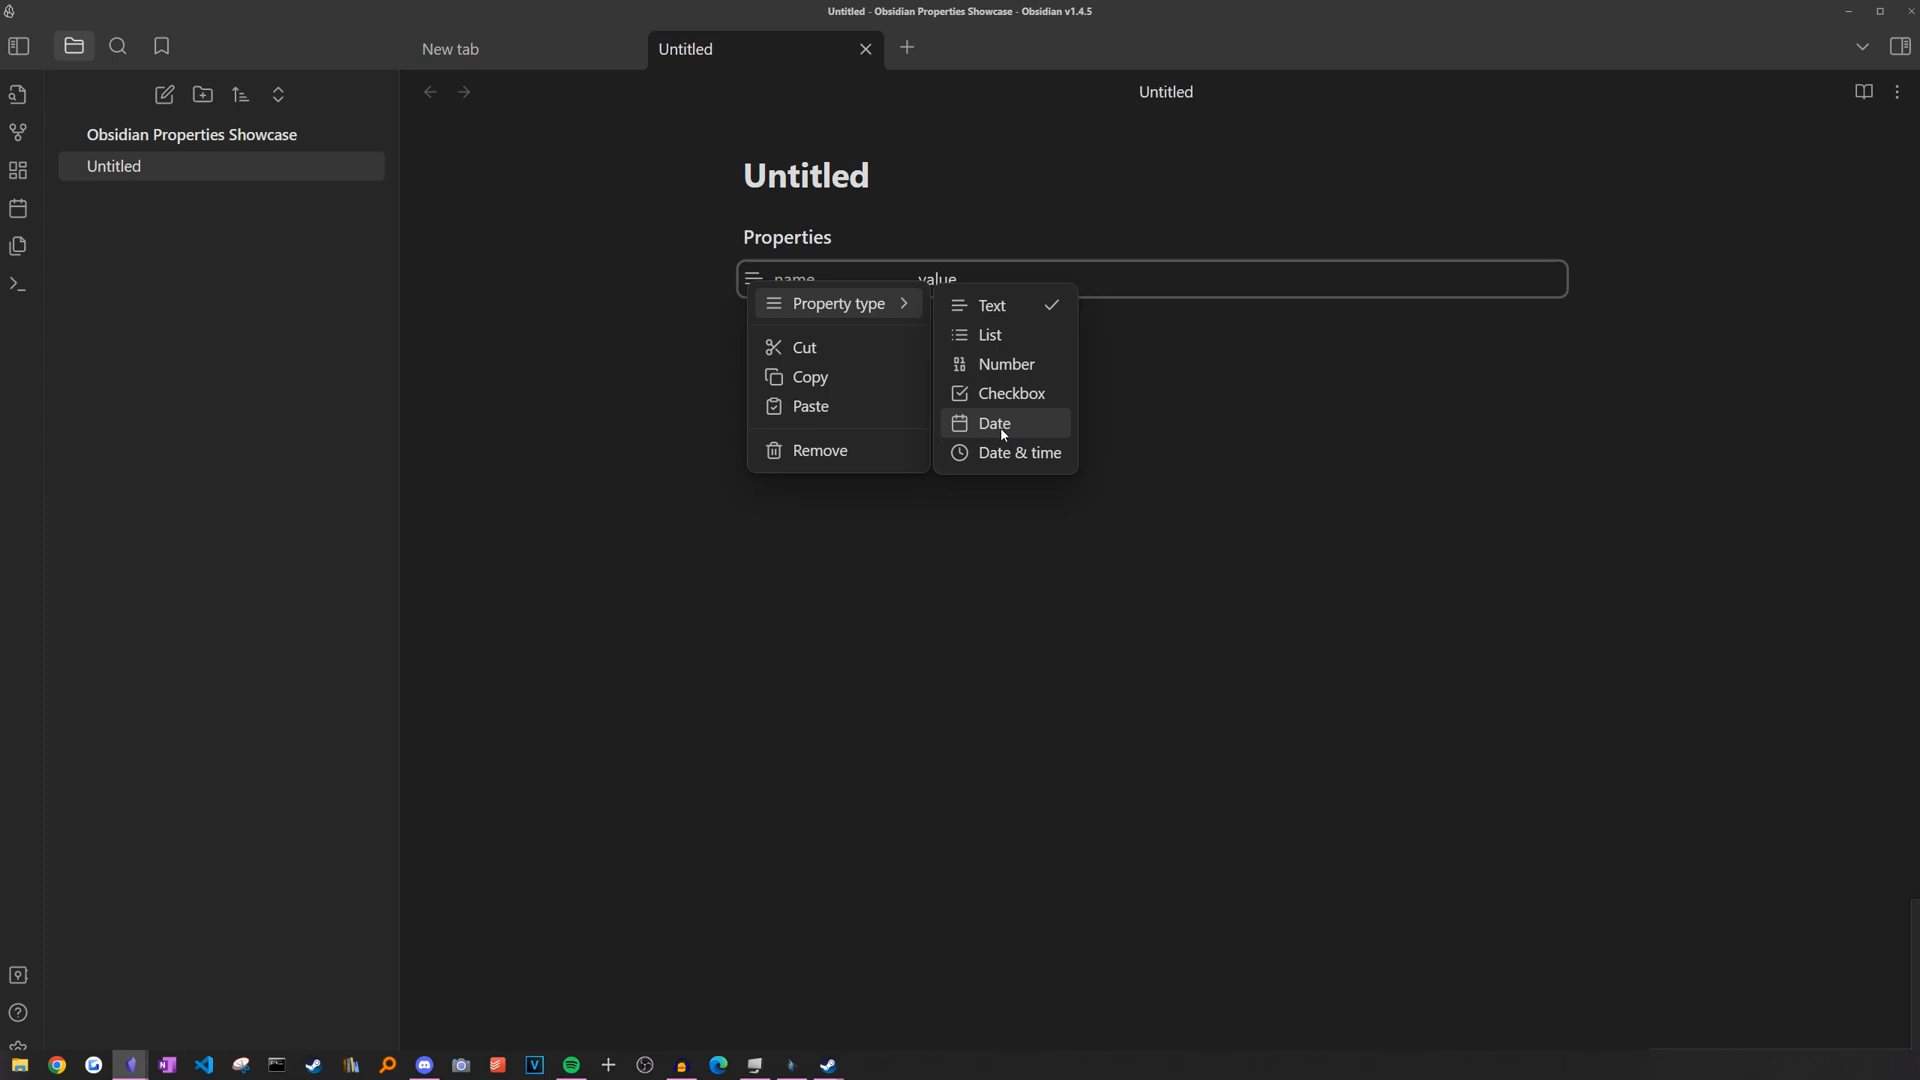 Untitled - Obsidian Properties Showcase - Obsidian v1.4.5
New tab
Untitled
Untitled
Obsidian Properties Showcase
Untitled
Untitled
Properties
name value
Property type
Cut
Copy
Paste
Remove
Text
List
Number
Checkbox
Date
Date & time